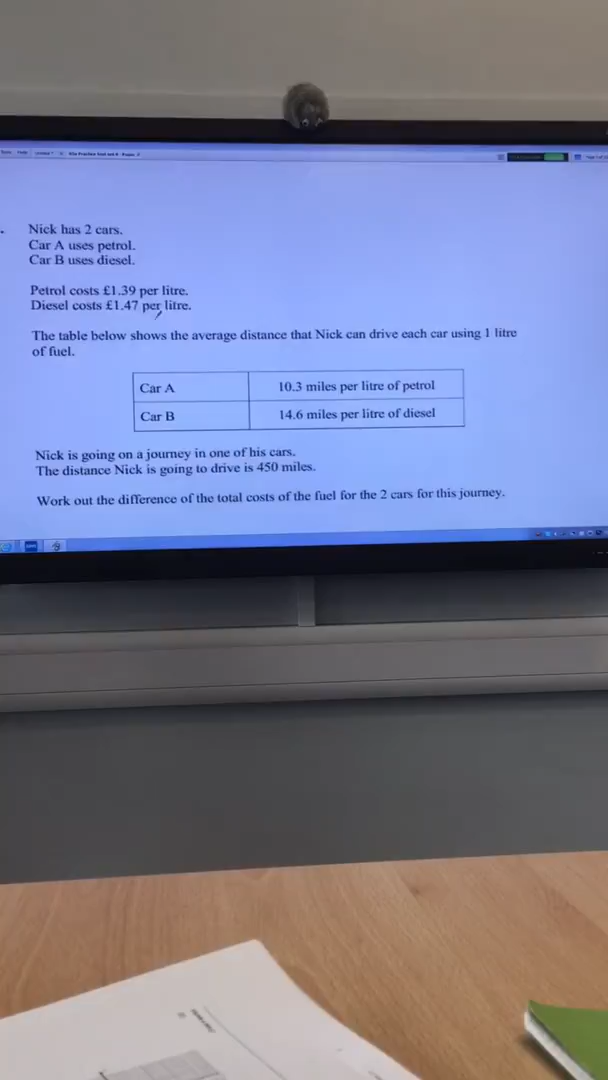 Nick has 2 cars.
Car A uses petrol.
Car B uses diesel.
Petrol costs £1.39 per litre.
Diesel costs £1.47 per litre.
The table below shows the average distance that Nick can drive each car using 1 litre
of fuel.
Car A 10.3 miles per litre of petrol
Car B 14.6 miles per litre of diesel
Nick is going on a journey in one of his cars.
The distance Nick is going to drive is 450 miles.
Work out the difference of the total costs of the fuel for the 2 cars for this journey.